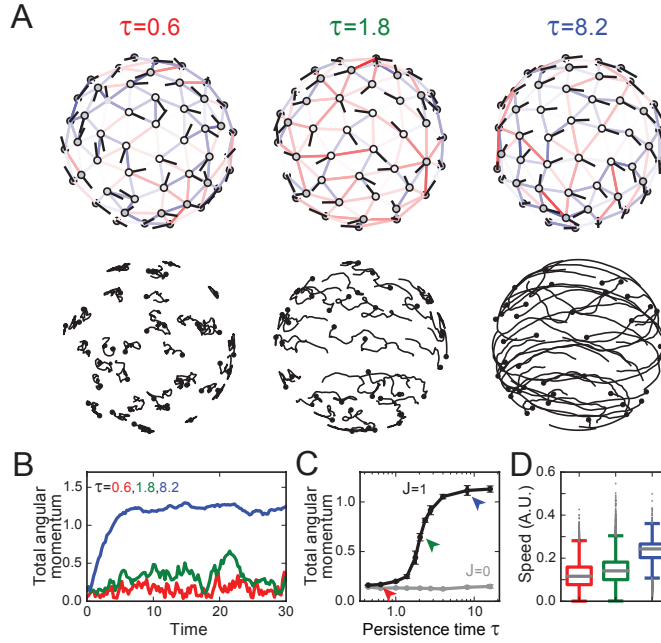 A
τ=0.6 τ=1.8 τ=8.2
B
τ=0.6,1.8,8.2
Total angular
momentum
1.5
1.0
0.5
0.0
0 10 20 30
Time
C
J=1
J=0
Total angular
momentum
1.0
0.5
0.0
1.0 10
Persistence time τ
D
Speed (A.U.)
0.6
0.4
0.2
0.0